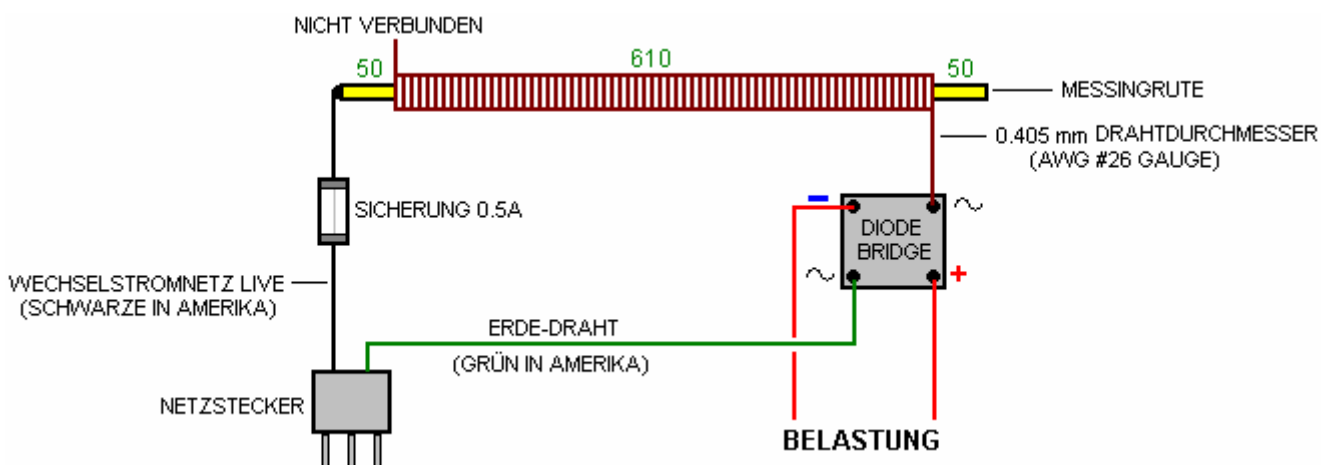 NICHT VERBUNDEN
50
610
50
MESSINGRUTE
0.405 mm DRAHTDURCHMESSER
(AWG #26 GAUGE)
SICHERUNG 0.5A
−
∼
DIODE
BRIDGE
∼
+
WECHSELSTROMNETZ LIVE
(SCHWARZE IN AMERIKA)
ERDE-DRAHT
(GRÜN IN AMERIKA)
NETZSTECKER
BELASTUNG